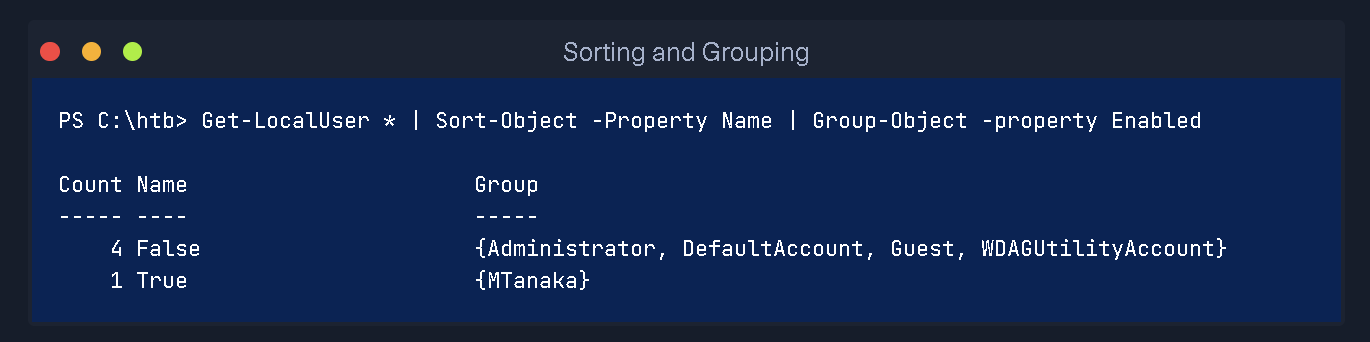 Sorting and Grouping
PS C:\htb> Get-LocalUser * | Sort-Object -Property Name | Group-Object -property Enabled
Count Name                      Group
----- ----                      -----
    4 False                     {Administrator, DefaultAccount, Guest, WDAGUtilityAccount}
    1 True                      {MTanaka}